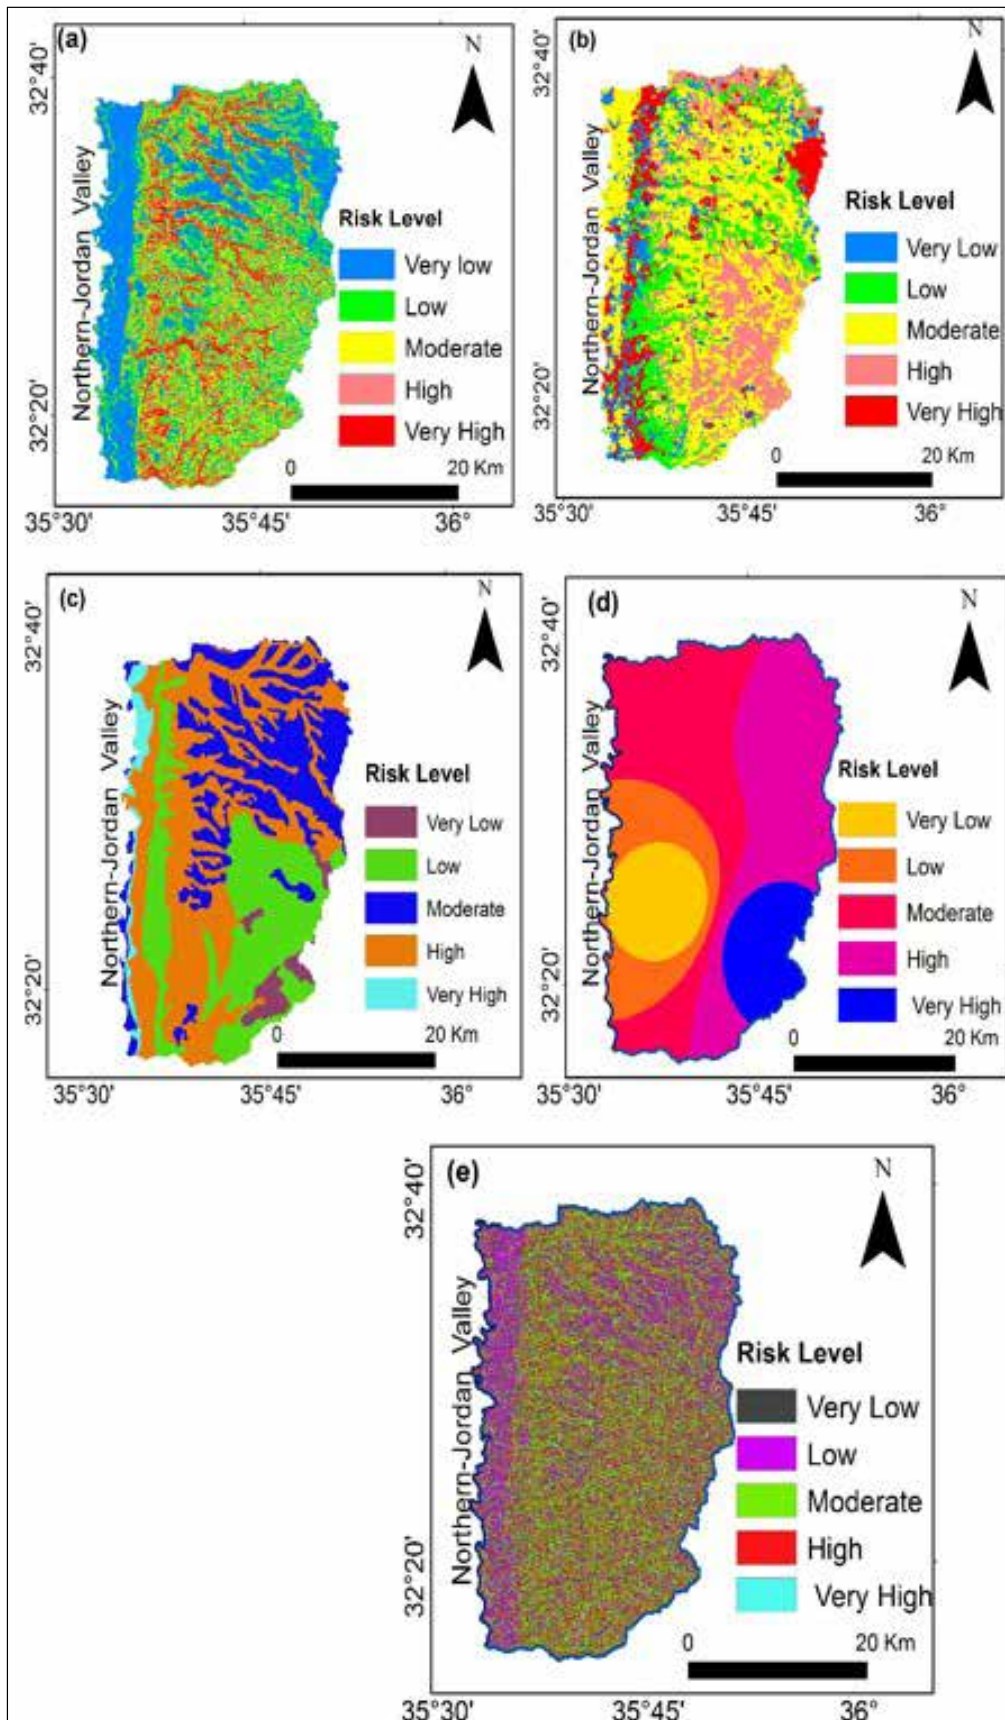 (a)
N
32°40'
Northern-Jordan Valley
Risk Level
Very low
Low
Moderate
High
Very High
32°20'
0
20 Km
35°30'
35°45'
36°
(b)
N
32°40'
Northern-Jordan Valley
Risk Level
Very Low
Low
Moderate
High
Very High
32°20'
0
20 Km
35°30'
35°45'
36°
(c)
N
32°40'
Northern-Jordan Valley
Risk Level
Very Low
Low
Moderate
High
Very High
32°20'
0
20 Km
35°30'
35°45'
36°
(d)
N
32°40'
Northern-Jordan Valley
Risk Level
Very Low
Low
Moderate
High
Very High
32°20'
0
20 Km
35°30'
35°45'
36°
(e)
N
32°40'
Northern-Jordan Valley
Risk Level
Very Low
Low
Moderate
High
Very High
32°20'
0
20 Km
35°30'
35°45'
36°